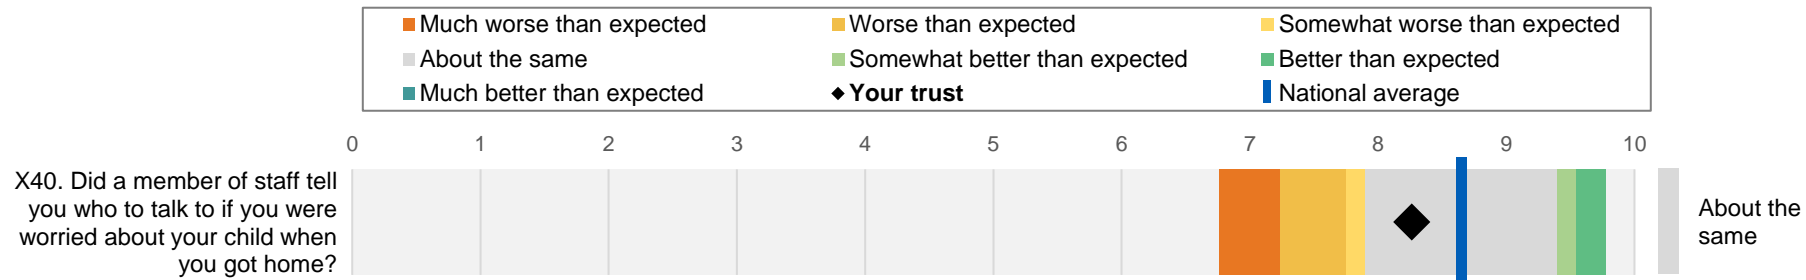 Much worse than expected
Worse than expected
Somewhat worse than expected
About the same
Somewhat better than expected
Better than expected
Much better than expected
Your trust
National average
0 1 2 3 4 5 6 7 8 9 10
X40. Did a member of staff tell
you who to talk to if you were
worried about your child when
you got home?
About the
same